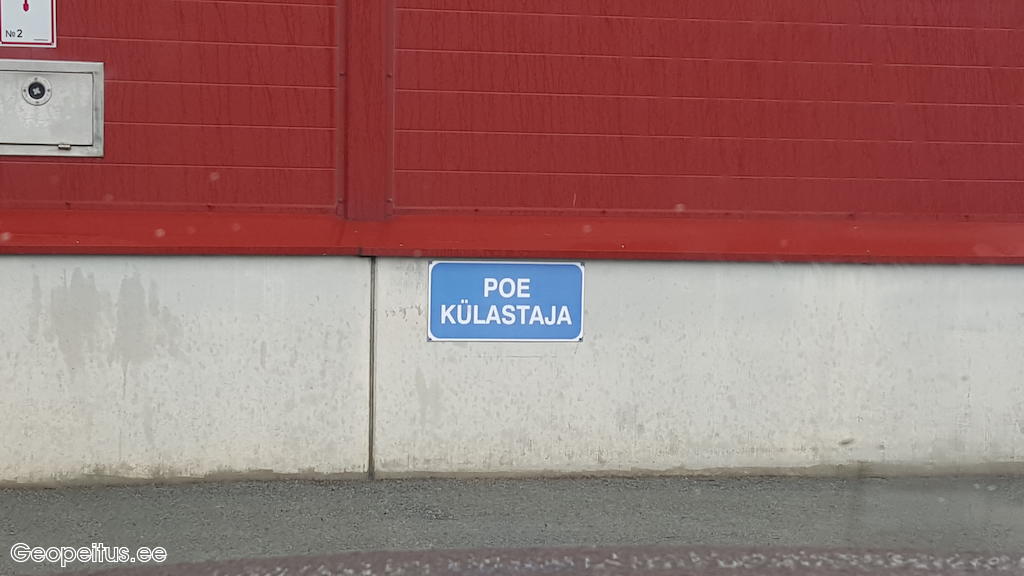 №2
POE
KÜLASTAJA
Geopeitus.ee